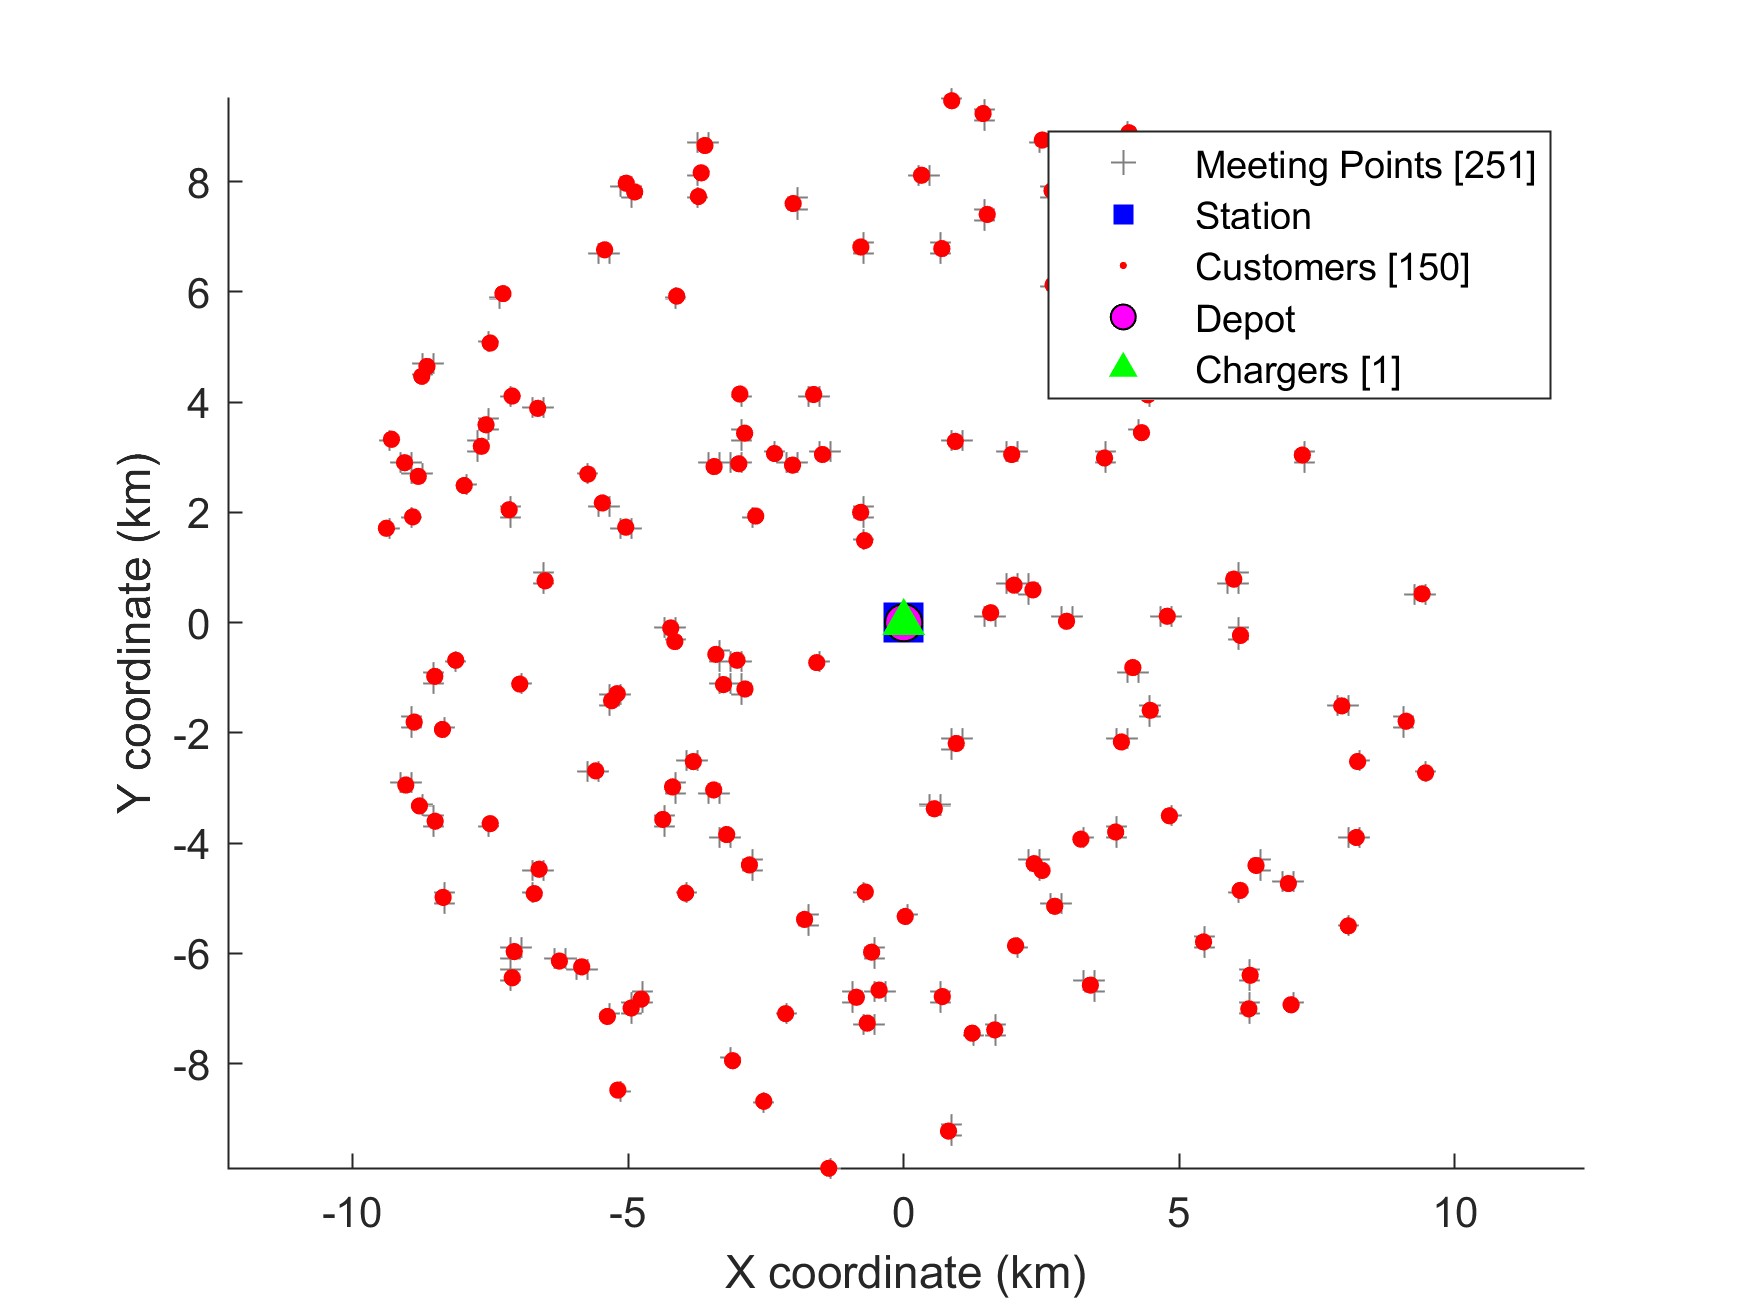 Meeting Points [251]
Station
Customers [150]
Depot
Chargers [1]
8
6
4
2
0
-2
-4
-6
-8
Y coordinate (km)
-10 -5 0 5 10
X coordinate (km)